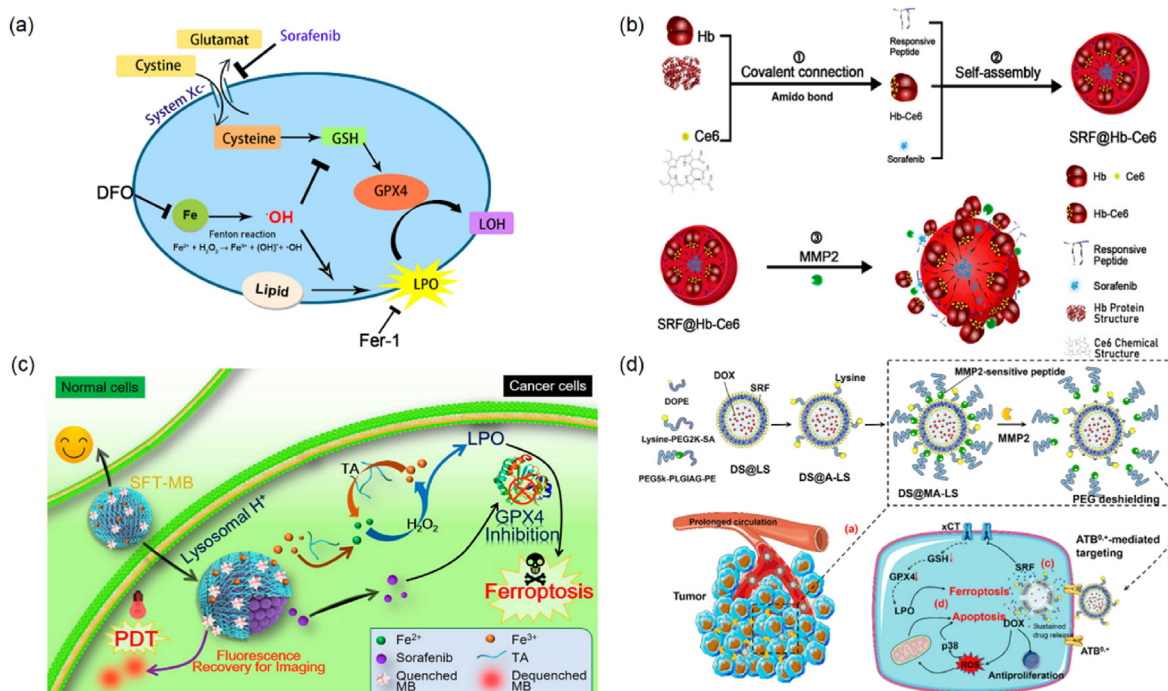 (a)
Glutamat
Sorafenib
Cystine
System Xc-
Cysteine
GSH
GPX4
DFO
Fe
·OH
LOH
Fenton reaction
Fe²⁺ + H₂O₂ → Fe³⁺ + (OH)⁻ + ·OH
Lipid
LPO
Fer-1
(b)
Hb
Ce6
①
Covalent connection
Amido bond
Responsive
Peptide
Hb-Ce6
Sorafenib
②
Self-assembly
SRF@Hb-Ce6
SRF@Hb-Ce6
③
MMP2
Hb
Ce6
Hb-Ce6
Responsive
Peptide
Sorafenib
Hb Protein
Structure
Ce6 Chemical
Structure
(c)
Normal cells
Cancer cells
SFT-MB
Lysosomal H⁺
TA
H₂O₂
LPO
GPX4
Inhibition
Ferroptosis
PDT
Fluorescence
Recovery for Imaging
Fe²⁺
Fe³⁺
Sorafenib
TA
Quenched
MB
Dequenched
MB
(d)
DOPE
Lysine-PEG2K-SA
PEG5k-PLGIAG-PE
DOX
SRF
DS@LS
Lysine
DS@A-LS
MMP2-sensitive peptide
DS@MA-LS
MMP2
PEG deshielding
Prolonged circulation
(a)
Tumor
xCT
ATB⁰,⁺-mediated
targeting
GSH↓
SRF
(c)
GPX4↓
Ferroptosis
LPO
(d)
Apoptosis
DOX
Sustained
drug release
p38
ROS
Antiproliferation
ATB⁰,⁺